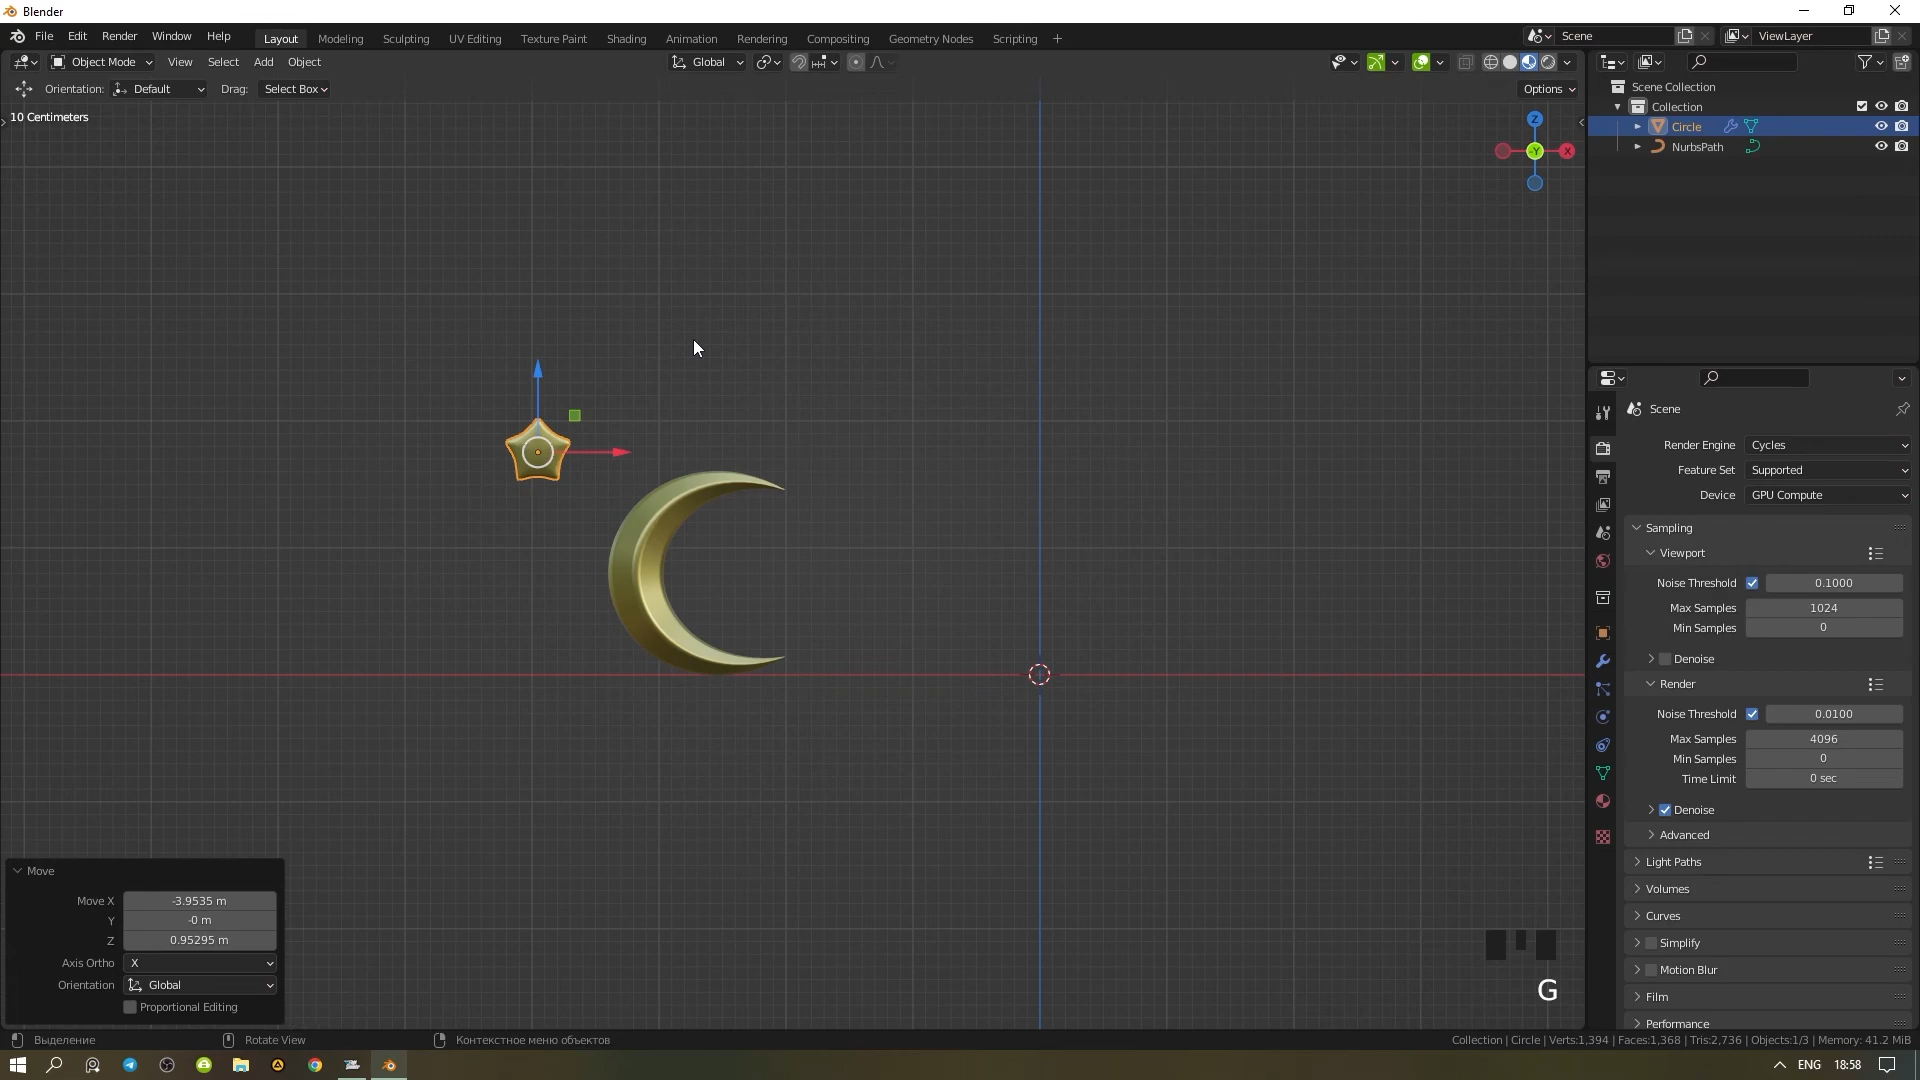 Blender
File Edit Render Window Help Layout Modeling Sculpting UV Editing Texture Paint Shading Animation Rendering Compositing Geometry Nodes Scripting + Scene ViewLayer
Object Mode View Select Add Object Global
Orientation: Default Drag: Select Box Options
10 Centimeters
Z
-Y
X
Scene Collection
Collection
Circle
NurbsPath
Scene
Render Engine Cycles
Feature Set Supported
Device GPU Compute
Sampling
Viewport
Noise Threshold 0.1000
Max Samples 1024
Min Samples 0
Denoise
Render
Noise Threshold 0.0100
Max Samples 4096
Min Samples 0
Time Limit 0 sec
Denoise
Advanced
Light Paths
Volumes
Curves
Simplify
Motion Blur
Film
Performance
Move
Move X -3.9535 m
Y -0 m
Z 0.95295 m
Axis Ortho X
Orientation Global
Proportional Editing
G
Выделение Rotate View Контекстное меню объектов Collection | Circle | Verts:1,394 | Faces:1,368 | Tris:2,736 | Objects:1/3 | Memory: 41.2 MiB
ENG 18:58